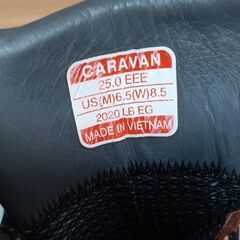 CARAVAN
25.0 EEE
US(M)6.5(W)8.5
2020 LB EG
MADE IN VIETNAM